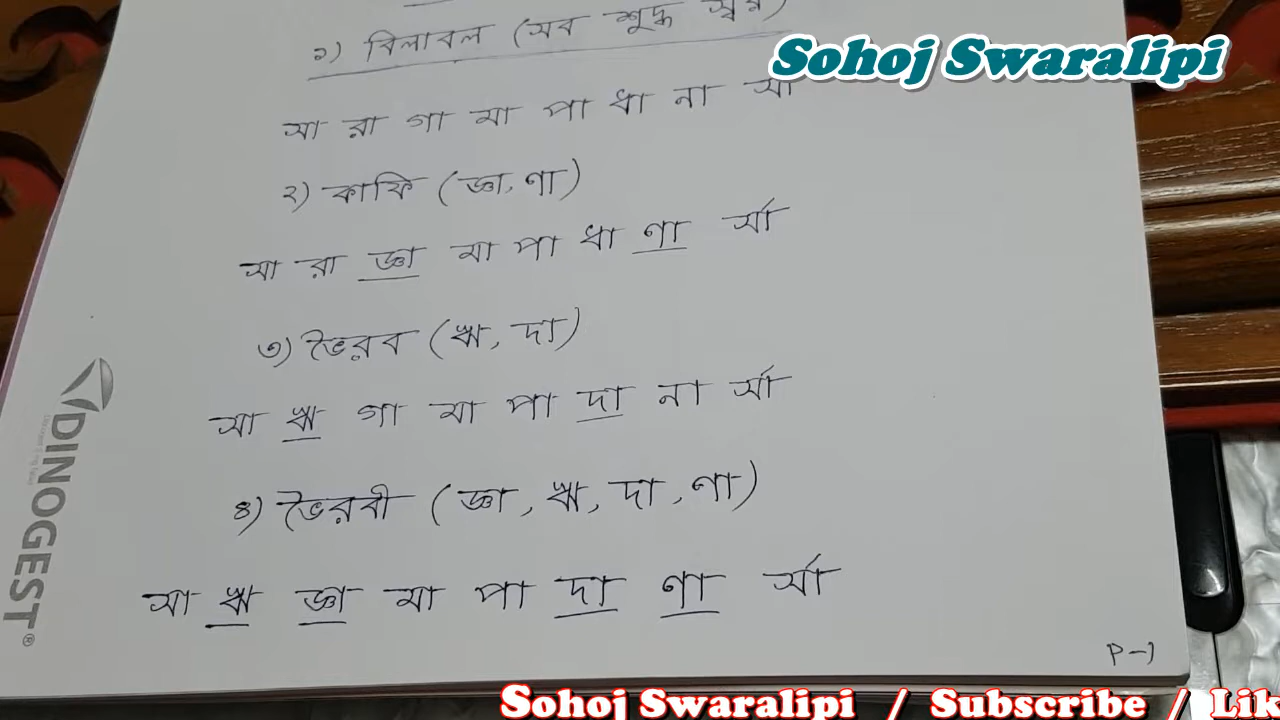 ১) বিলাবল (সব শুদ্ধ স্বর)
Sohoj Swaralipi
সা রা গা মা পা ধা না র্সা
২) কাফি (জ্ঞা, ণা)
সা রা জ্ঞা মা পা ধা ণা র্সা
৩) ভৈরব (ঋ, দা)
সা ঋ গা মা পা দা না র্সা
৪) ভৈরবী (জ্ঞা, ঋ, দা, ণা)
সা ঋ জ্ঞা মা পা দা ণা র্সা
P-1
DINOGEST®
Sohoj Swaralipi / Subscribe / Lik